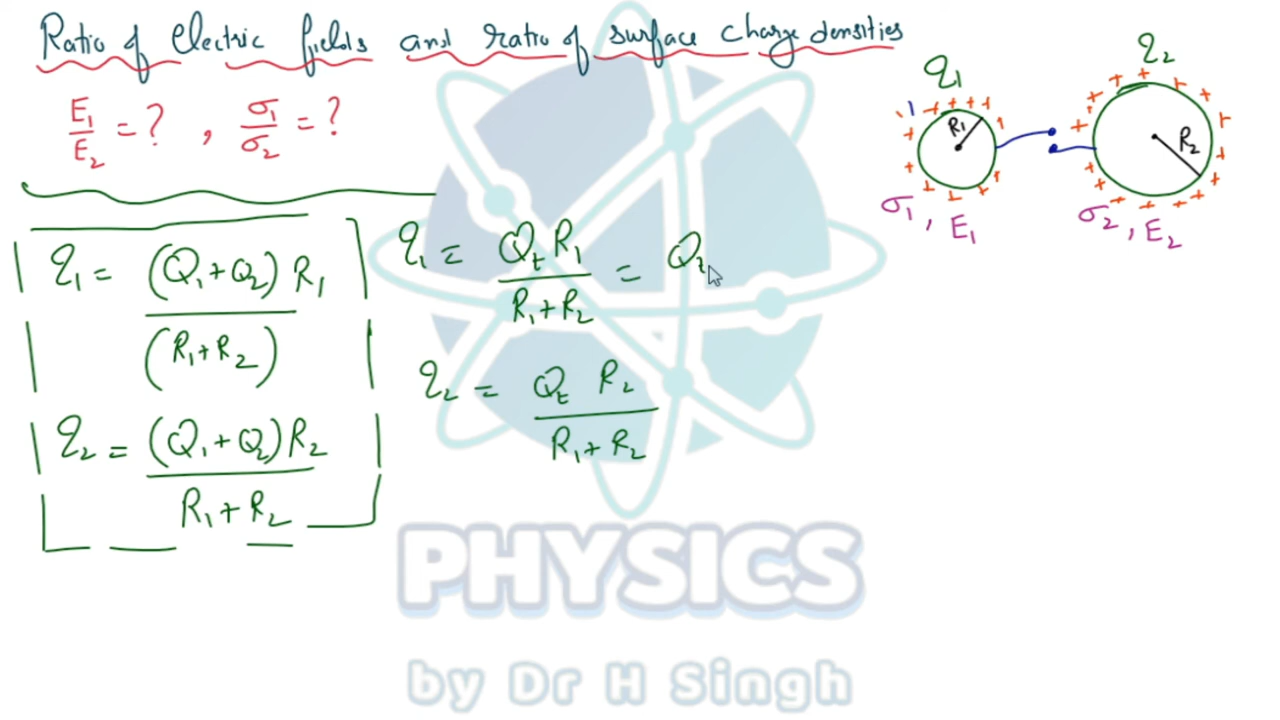 Ratio of electric fields and ratio of surface charge densities
E₁/E₂ = ? , σ₁/σ₂ = ?
q₁ = (Q₁+Q₂) R₁ / (R₁+R₂)
q₂ = (Q₁+Q₂) R₂ / R₁+R₂
q₁ = Qₜ R₁ / R₁+R₂ = Qₜ
q₂ = Qₜ R₂ / R₁+R₂
q₁
R₁
σ₁, E₁
q₂
R₂
σ₂, E₂
PHYSICS
by Dr H Singh